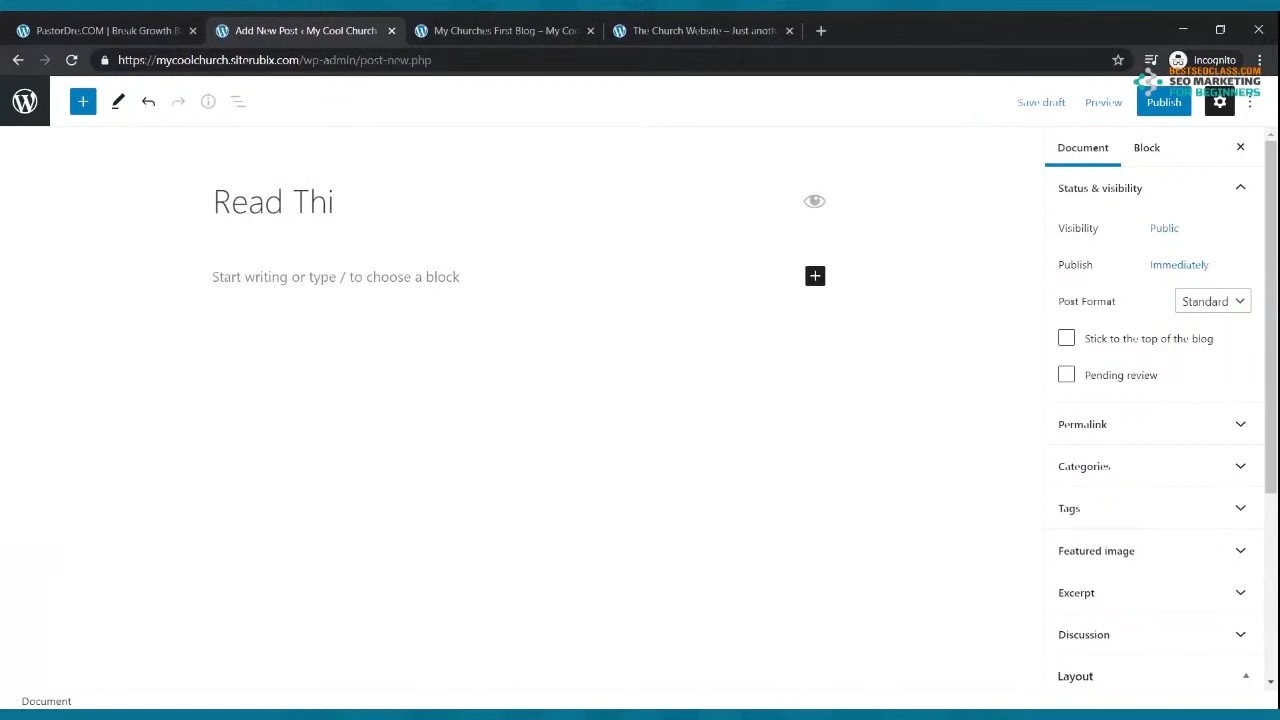 PastorDre.COM | Break Growth B
Add New Post ‹ My Cool Church
My Churches First Blog – My Coo
The Church Website – Just anoth
https://mycoolchurch.siterubix.com/wp-admin/post-new.php
Incognito
BESTSEOCLASS.COM
SEO MARKETING
FOR BEGINNERS
Save draft
Preview
Publish
Document
Block
Read Thi
Start writing or type / to choose a block
Status & visibility
Visibility
Public
Publish
Immediately
Post Format
Standard
Stick to the top of the blog
Pending review
Permalink
Categories
Tags
Featured image
Excerpt
Discussion
Layout
Document